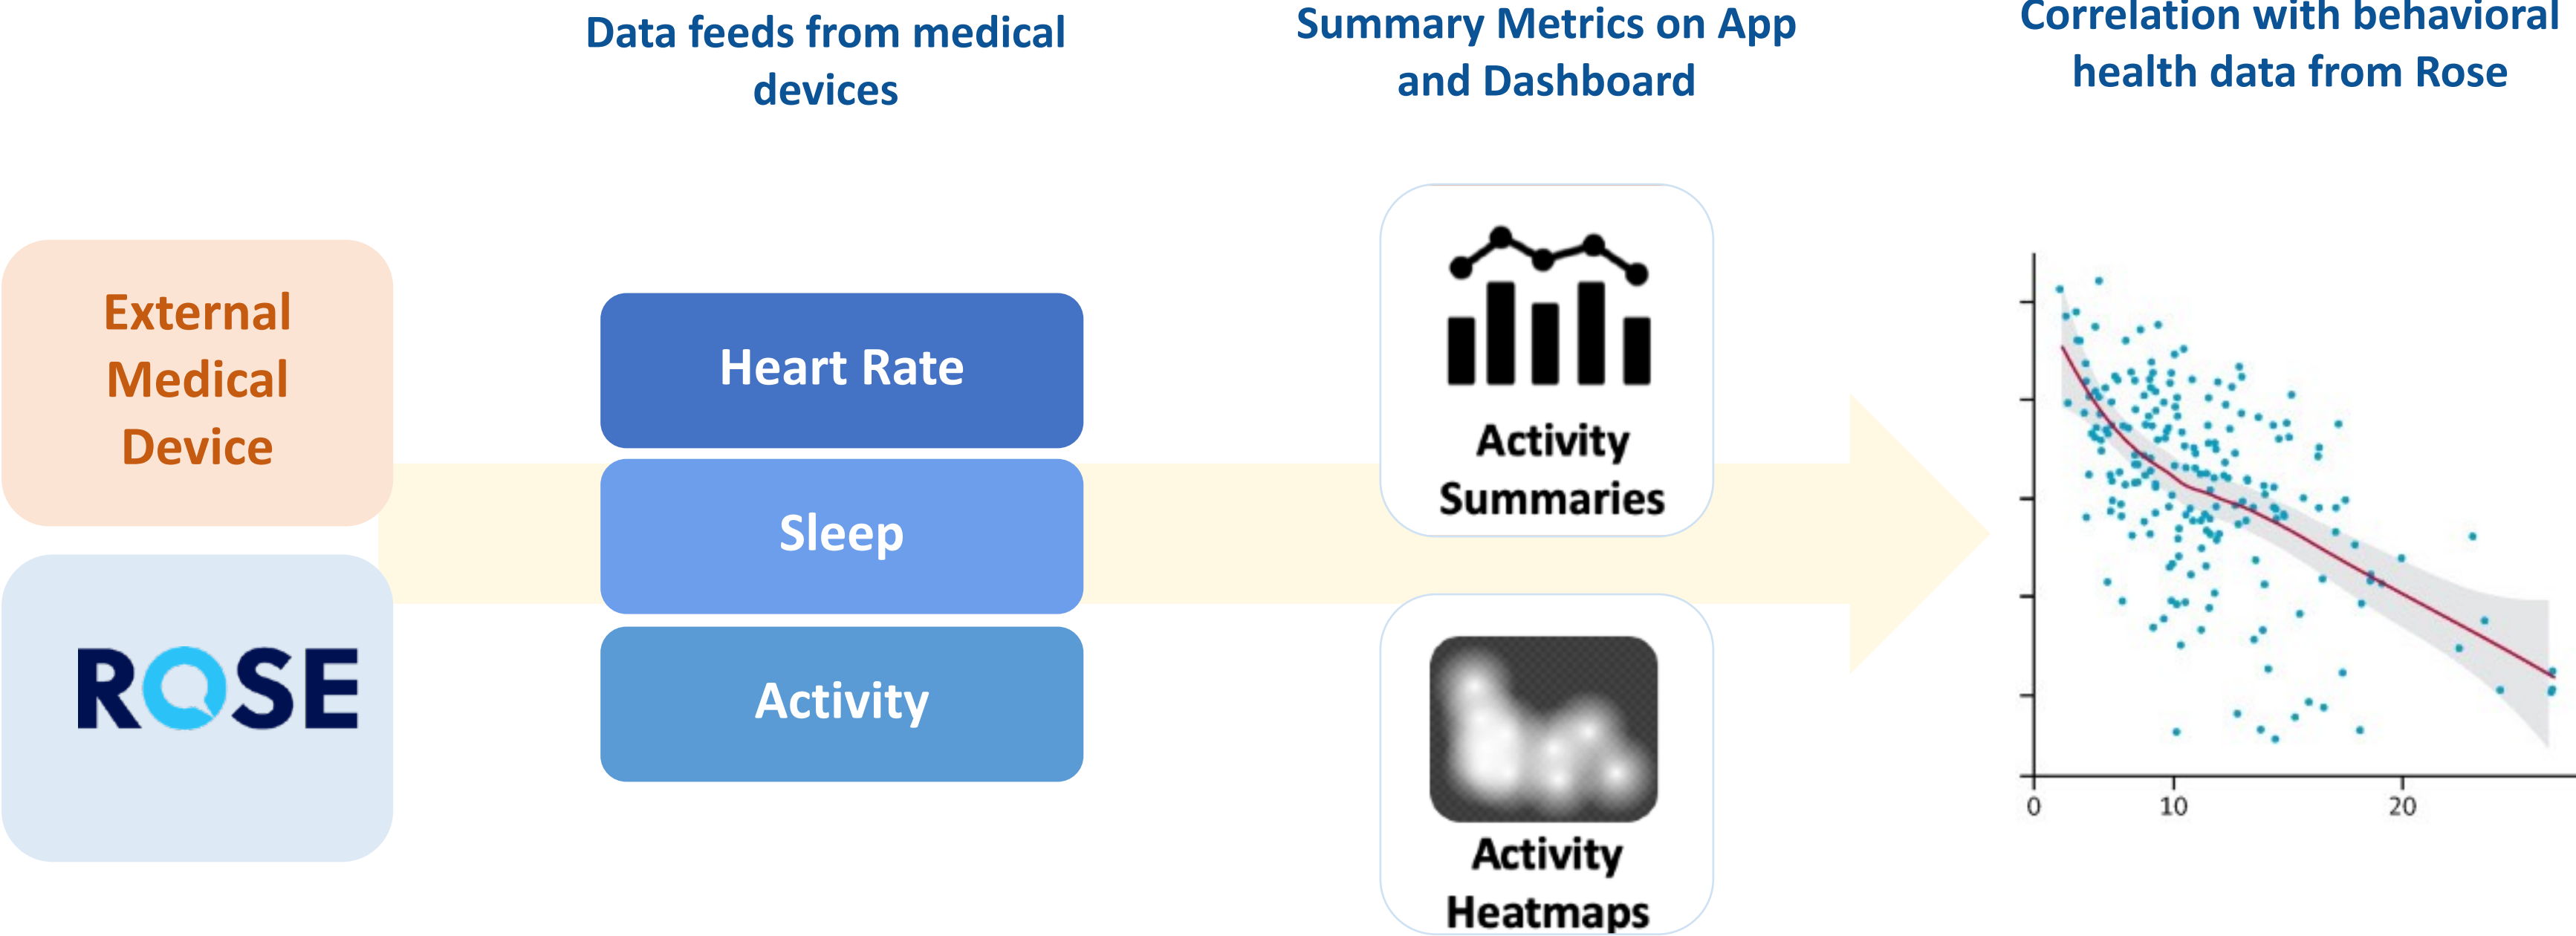 Data feeds from medical
devices
Summary Metrics on App
and Dashboard
Correlation with behavioral
health data from Rose
External
Medical
Device
ROSE
Heart Rate
Sleep
Activity
Activity
Summaries
Activity
Heatmaps
0
10
20